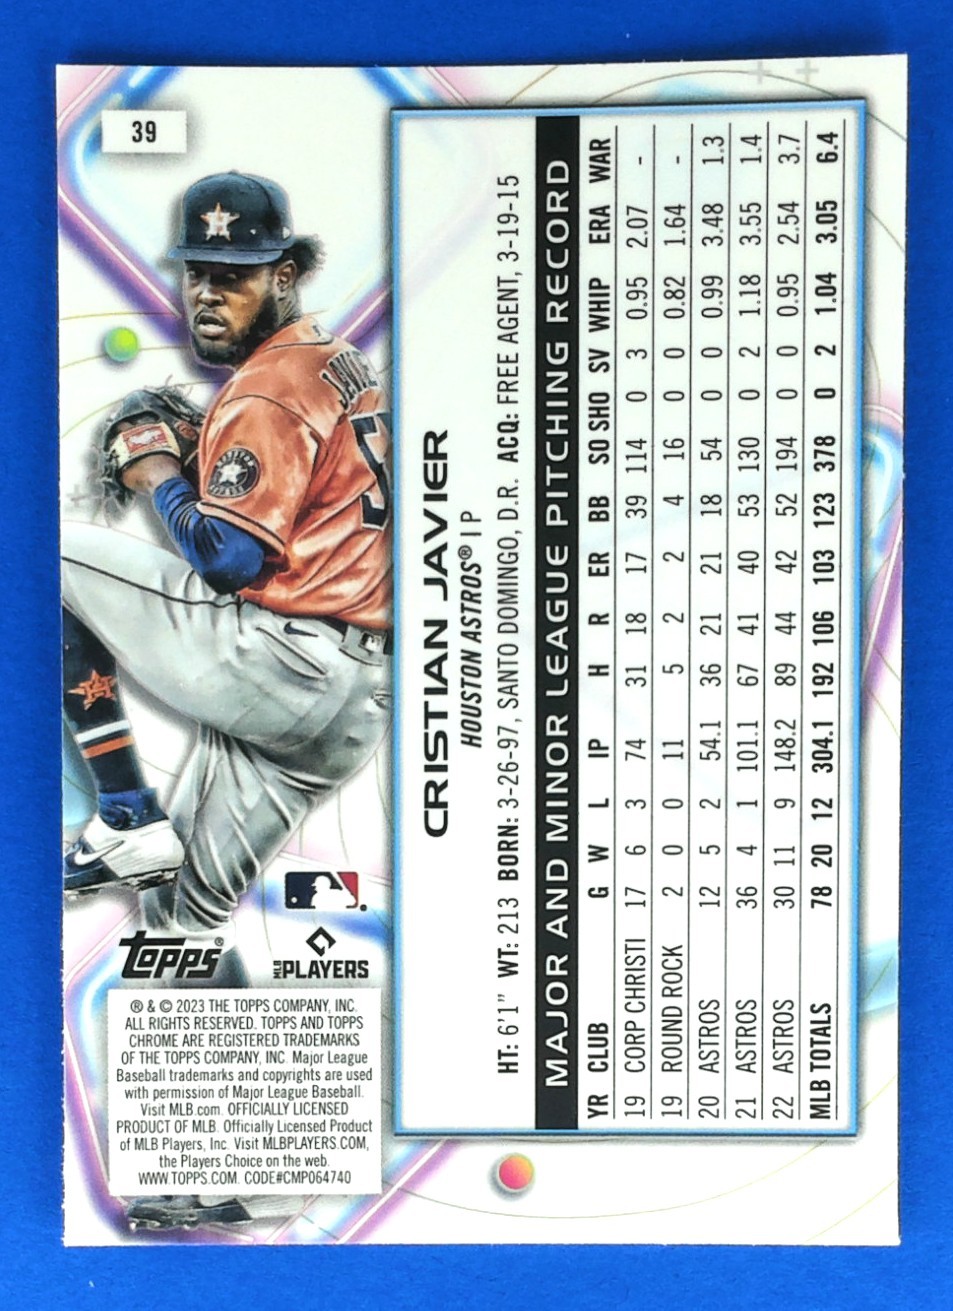 39
JAVIE
5
topps®
MLB PLAYERS
® & © 2023 THE TOPPS COMPANY, INC.
ALL RIGHTS RESERVED. TOPPS AND TOPPS
CHROME ARE REGISTERED TRADEMARKS
OF THE TOPPS COMPANY, INC. Major League
Baseball trademarks and copyrights are used
with permission of Major League Baseball.
Visit MLB.com. OFFICIALLY LICENSED
PRODUCT OF MLB. Officially Licensed Product
of MLB Players, Inc. Visit MLBPLAYERS.COM,
the Players Choice on the web.
WWW.TOPPS.COM. CODE#CMP064740
CRISTIAN JAVIER
HOUSTON ASTROS® | P
HT: 6'1" WT: 213 BORN: 3-26-97, SANTO DOMINGO, D.R. ACQ: FREE AGENT, 3-19-15
MAJOR AND MINOR LEAGUE PITCHING RECORD
YR CLUB G W L IP H R ER BB SO SHO SV WHIP ERA WAR
19 CORP CHRISTI 17 6 3 74 31 18 17 39 114 0 3 0.95 2.07 -
19 ROUND ROCK 2 0 0 11 5 2 2 4 16 0 0 0.82 1.64 -
20 ASTROS 12 5 2 54.1 36 21 21 18 54 0 0 0.99 3.48 1.3
21 ASTROS 36 4 1 101.1 67 41 40 53 130 0 2 1.18 3.55 1.4
22 ASTROS 30 11 9 148.2 89 44 42 52 194 0 0 0.95 2.54 3.7
MLB TOTALS 78 20 12 304.1 192 106 103 123 378 0 2 1.04 3.05 6.4